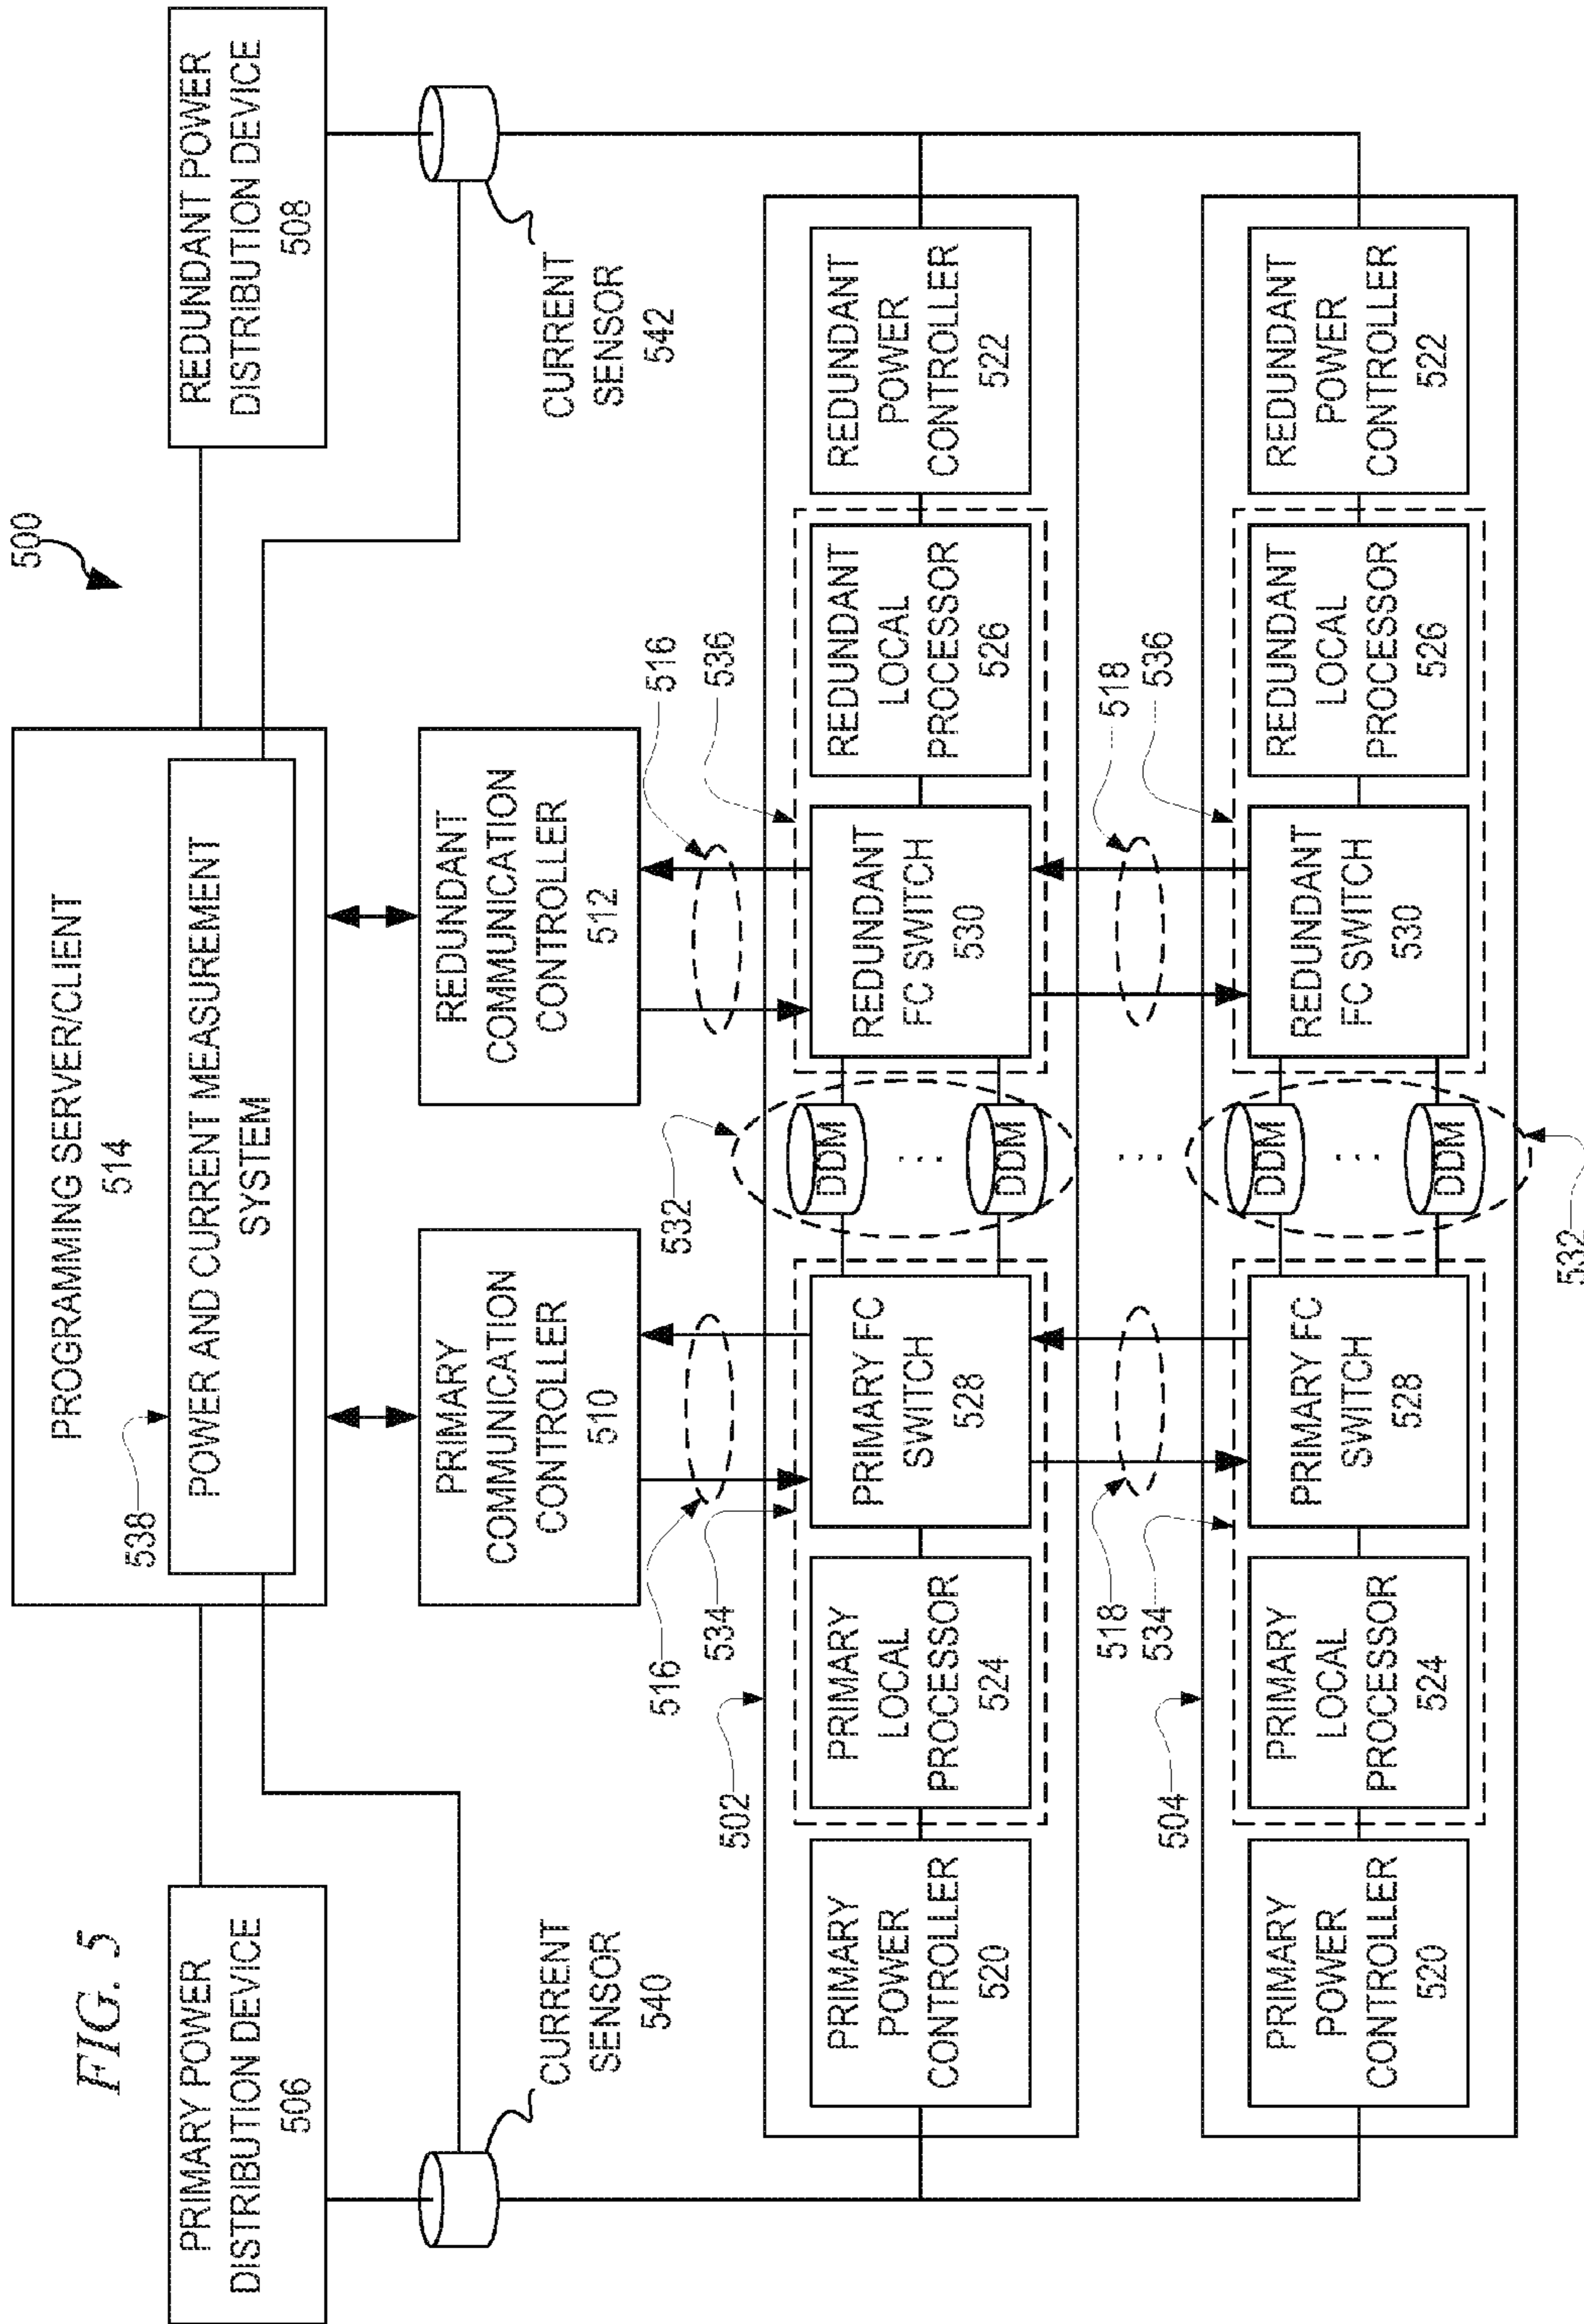 FIG. 5
500
PRIMARY POWER
DISTRIBUTION DEVICE
506
PROGRAMMING SERVER/CLIENT
514
538
POWER AND CURRENT MEASUREMENT
SYSTEM
REDUNDANT POWER
DISTRIBUTION DEVICE
508
CURRENT
SENSOR
540
PRIMARY
COMMUNICATION
CONTROLLER
510
REDUNDANT
COMMUNICATION
CONTROLLER
512
CURRENT
SENSOR
542
516
534
532
516
536
502
PRIMARY
POWER
CONTROLLER
520
PRIMARY
LOCAL
PROCESSOR
524
PRIMARY FC
SWITCH
528
DDM
DDM
REDUNDANT
FC SWITCH
530
REDUNDANT
LOCAL
PROCESSOR
526
REDUNDANT
POWER
CONTROLLER
522
518
534
518
536
504
PRIMARY
POWER
CONTROLLER
520
PRIMARY
LOCAL
PROCESSOR
524
PRIMARY FC
SWITCH
528
DDM
DDM
REDUNDANT
FC SWITCH
530
REDUNDANT
LOCAL
PROCESSOR
526
REDUNDANT
POWER
CONTROLLER
522
532